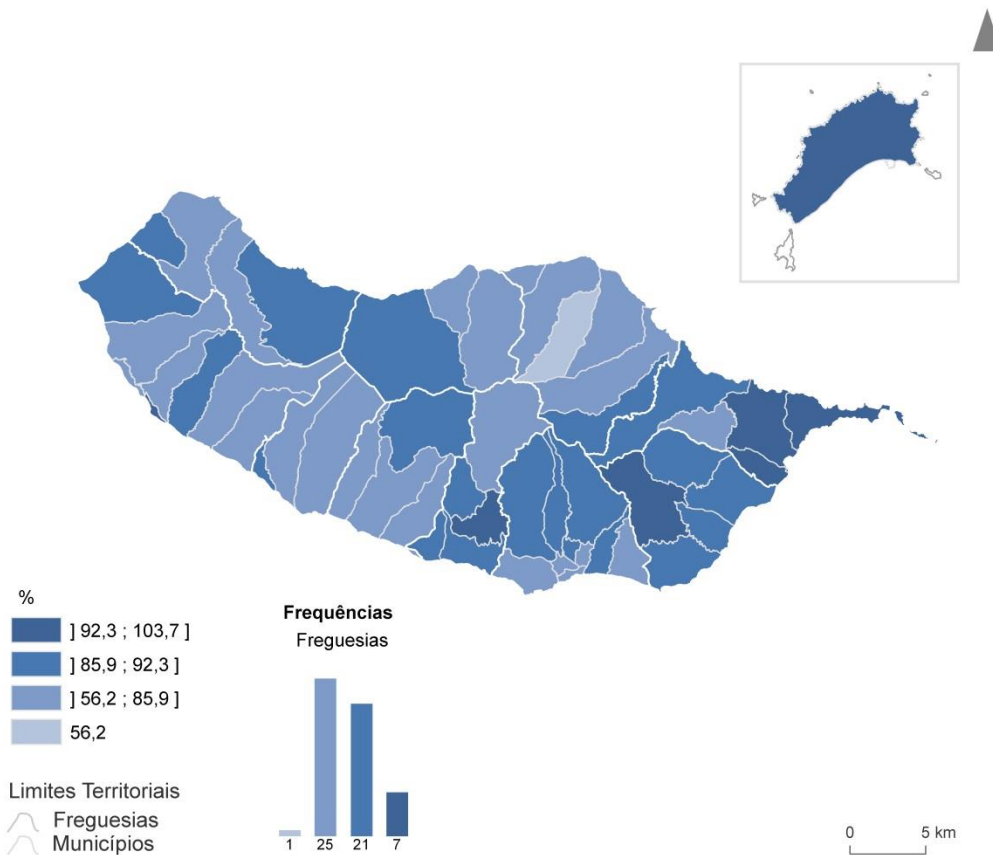 %
] 92,3 ; 103,7 ]
] 85,9 ; 92,3 ]
] 56,2 ; 85,9 ]
56,2
Limites Territoriais
Freguesias
Municípios
Frequências
Freguesias
1 25 21 7
0 5 km